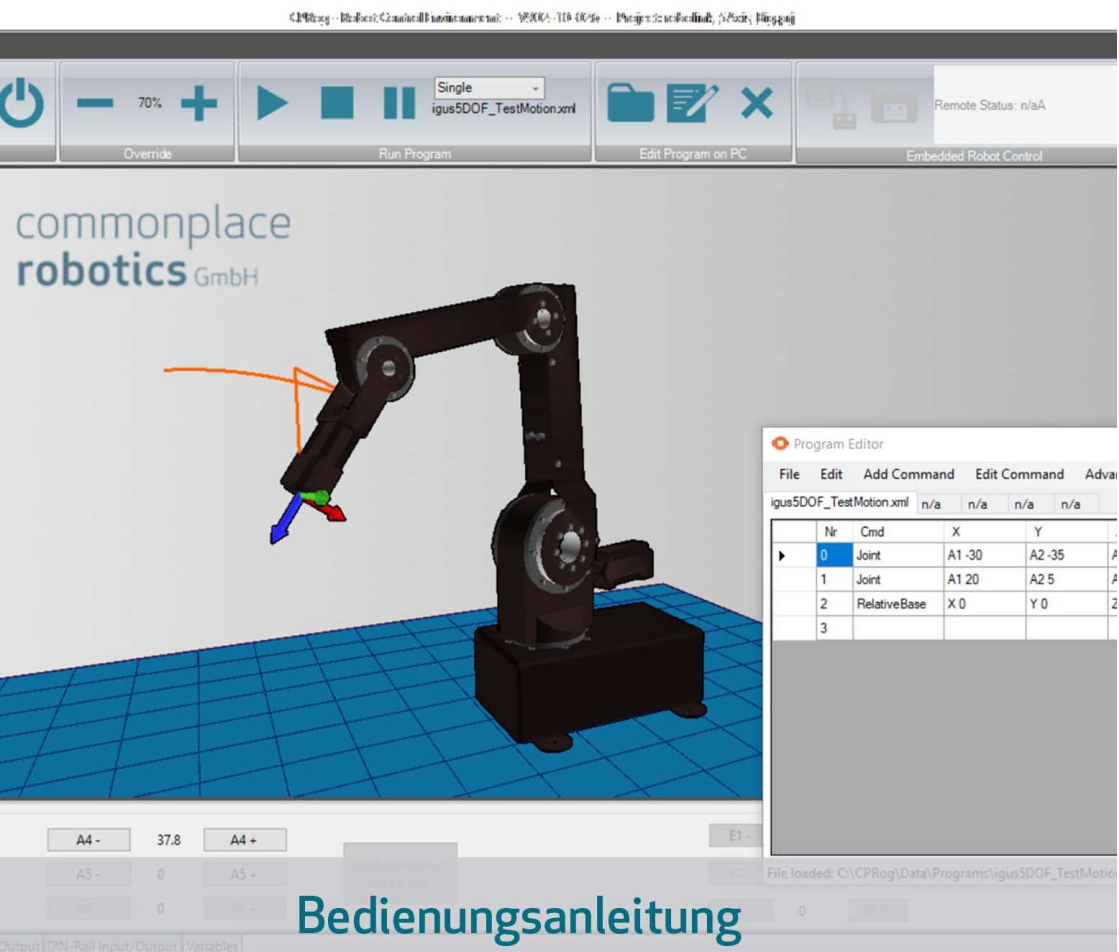 70%
Single
igus5DOF_TestMotion.xml
Remote Status: n/aA
Override
Run Program
Edit Program on PC
Embedded Robot Control
commonplace
robotics GmbH
Program Editor
File Edit Add Command Edit Command
igus5DOF_TestMotion.xml n/a n/a n/a n/a
Nr Cmd X Y
0 Joint A1 -30 A2 -35
1 Joint A1 20 A2 5
2 RelativeBase X 0 Y 0 Z
3
A4 - 37.8 A4 + E1 -
A5 - 0 A5 +
File loaded: C:\CPRog\Data\Programs\igus5DOF_TestMotion
0 0
Bedienungsanleitung
Output DIN-Rail Input/Output Variables